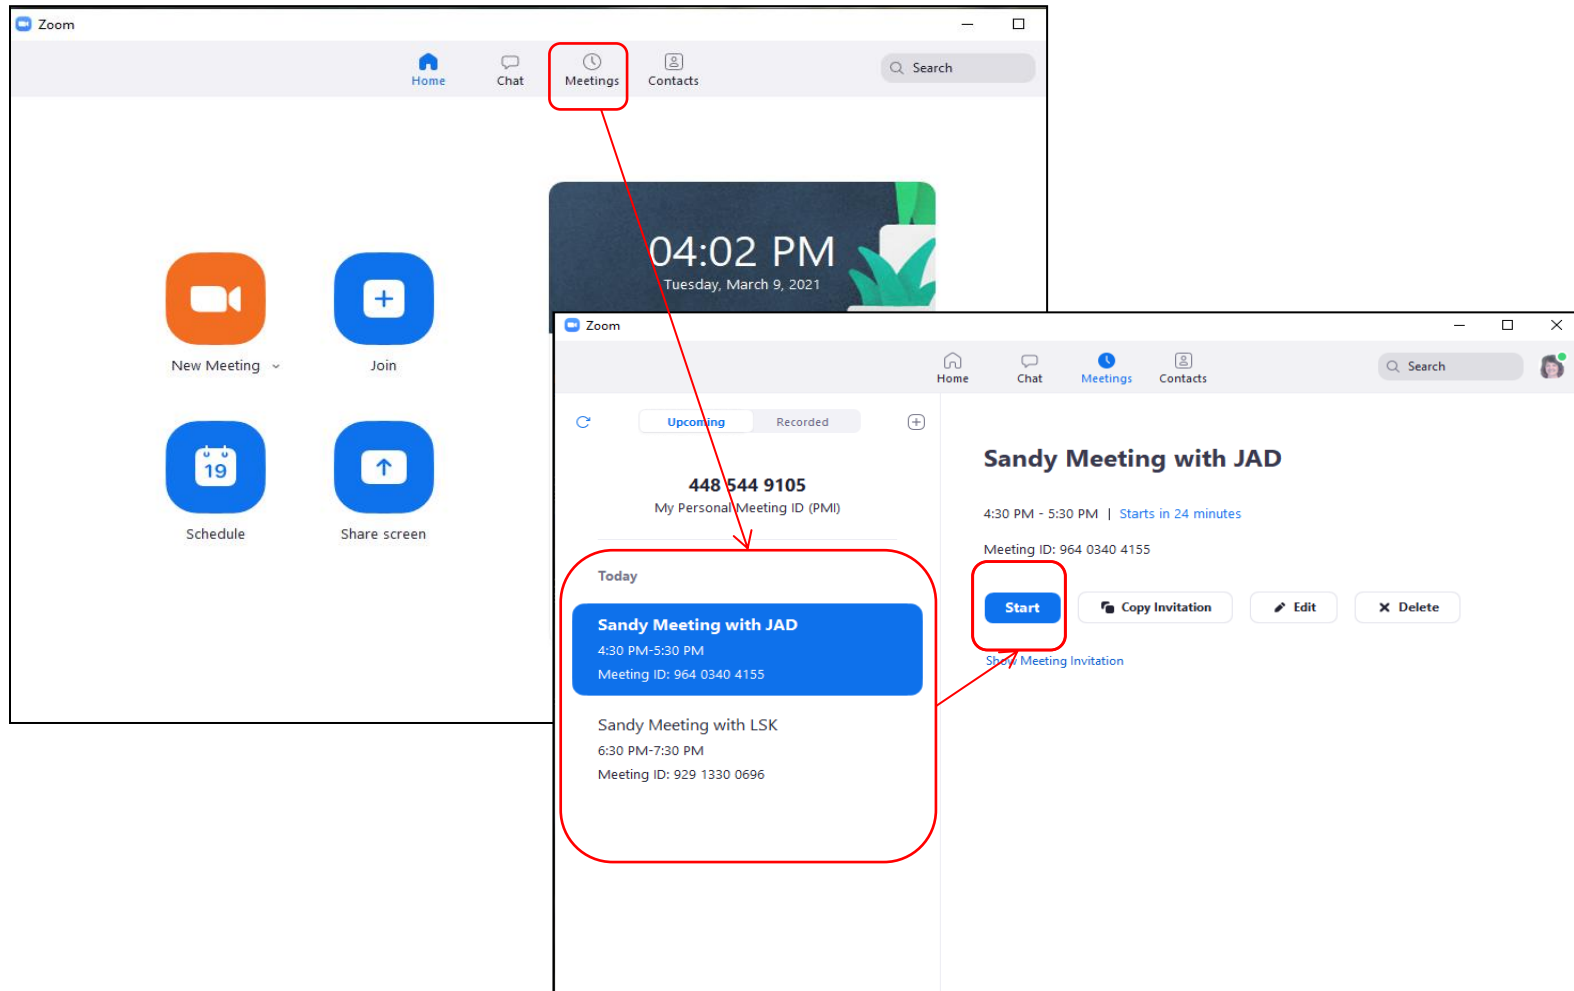 Zoom
Home
Chat
Meetings
Contacts
Search
04:02 PM
Tuesday, March 9, 2021
New Meeting
Join
19
Schedule
Share screen
Zoom
Home
Chat
Meetings
Contacts
Search
Upcoming
Recorded
448 544 9105
My Personal Meeting ID (PMI)
Today
Sandy Meeting with JAD
4:30 PM-5:30 PM
Meeting ID: 964 0340 4155
Sandy Meeting with LSK
6:30 PM-7:30 PM
Meeting ID: 929 1330 0696
Sandy Meeting with JAD
4:30 PM - 5:30 PM | Starts in 24 minutes
Meeting ID: 964 0340 4155
Start
Copy Invitation
Edit
Delete
Show Meeting Invitation